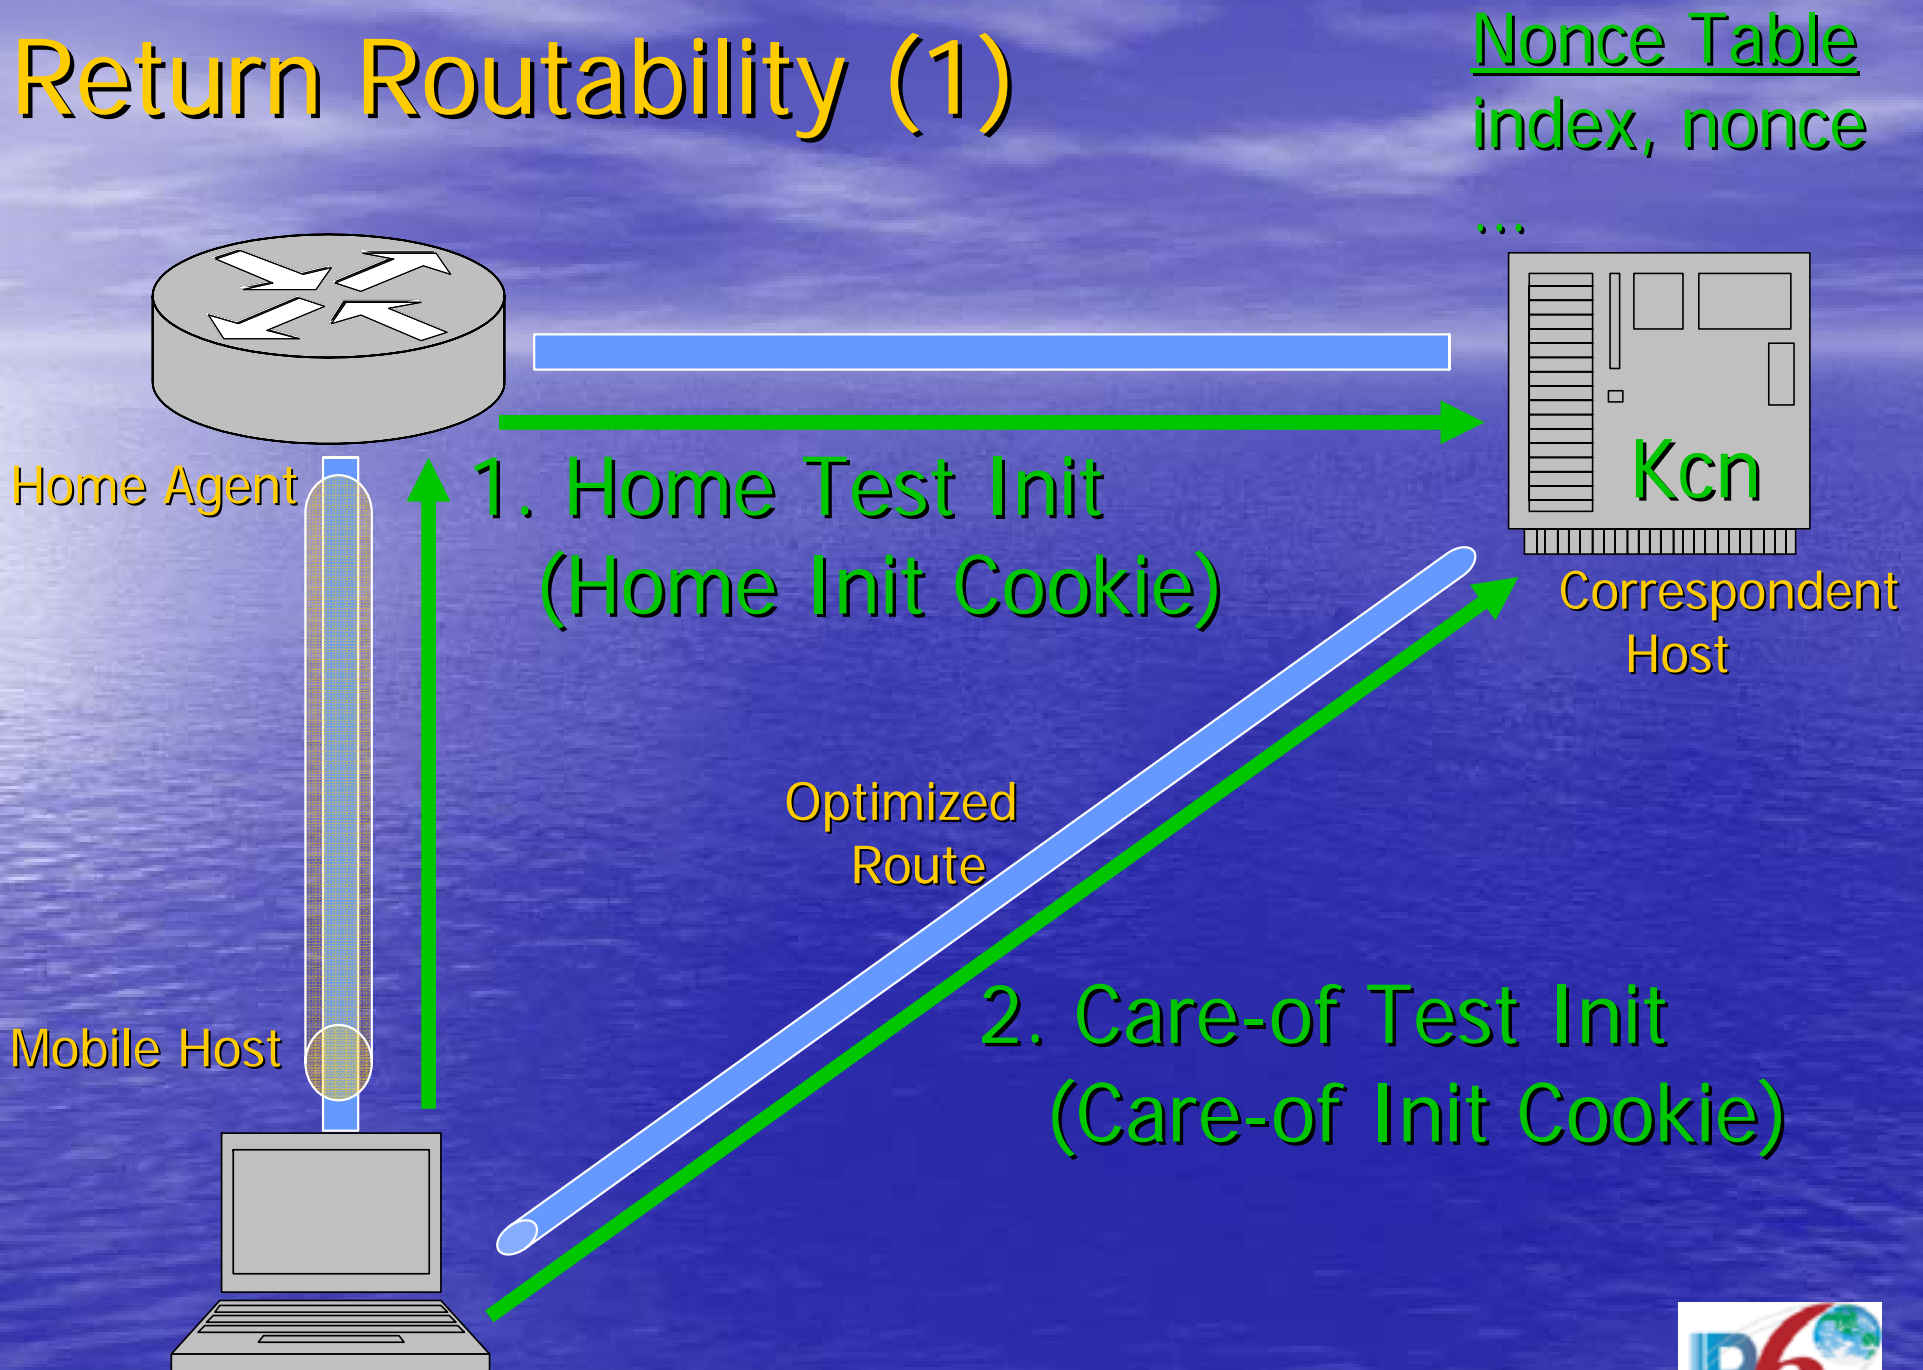 Return Routability (1)
Nonce Table
index, nonce
...
Kcn
Home Agent
1. Home Test Init
(Home Init Cookie)
Correspondent
Host
Optimized
Route
Mobile Host
2. Care-of Test Init
(Care-of Init Cookie)